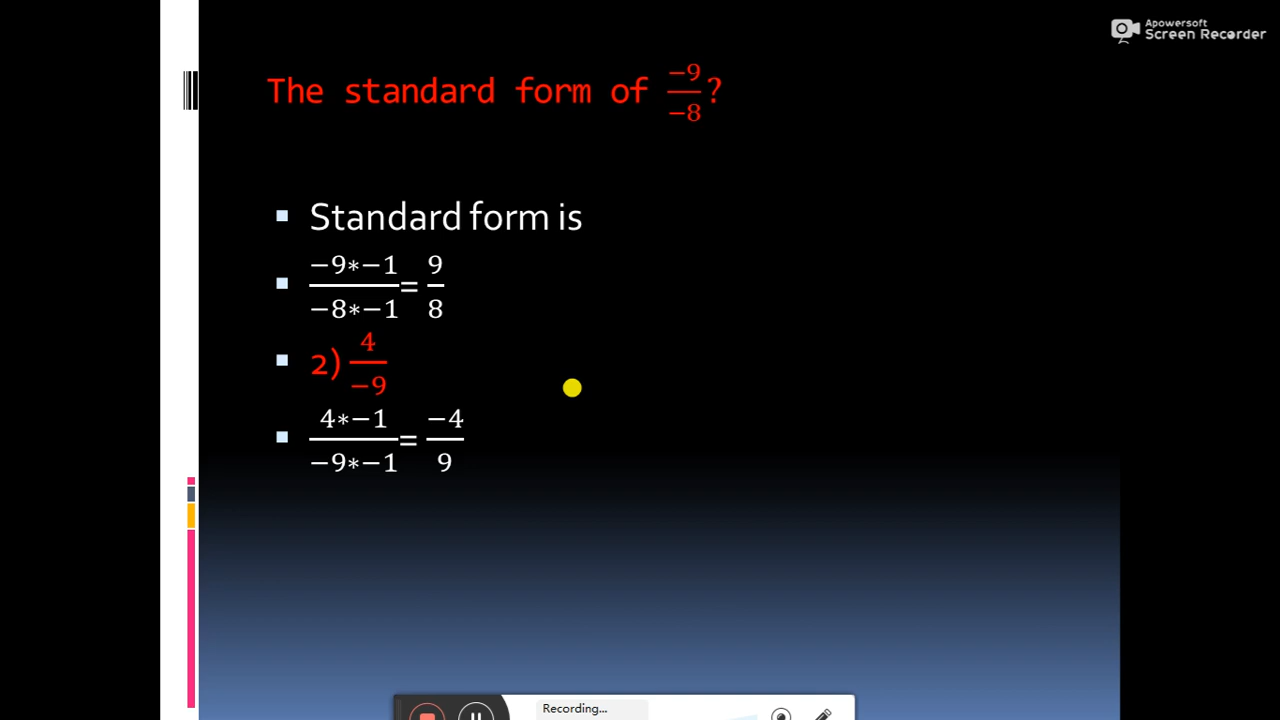 Apowersoft
Screen Recorder
The standard form of −9/−8?
Standard form is
−9∗−1/−8∗−1 = 9/8
2) 4/−9
4∗−1/−9∗−1 = −4/9
Recording...